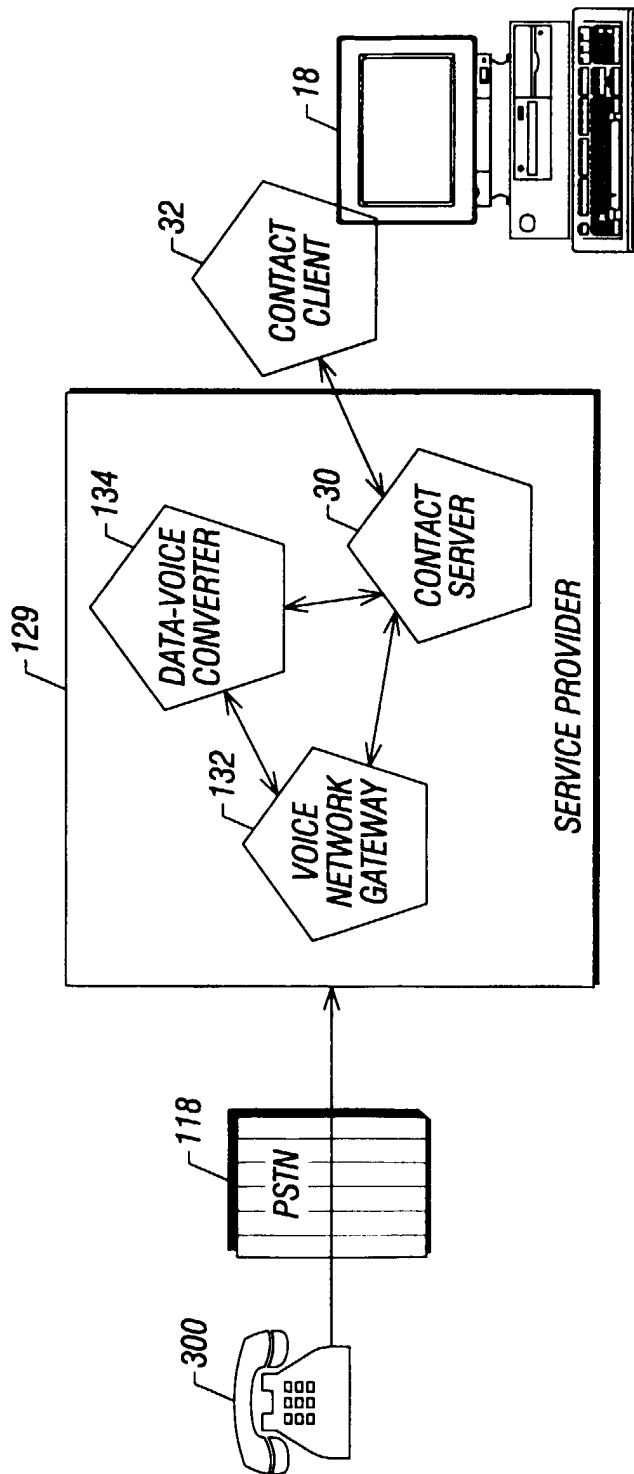 300
118
PSTN
129
132
VOICE
NETWORK
GATEWAY
134
DATA-VOICE
CONVERTER
30
CONTACT
SERVER
SERVICE PROVIDER
32
CONTACT
CLIENT
18